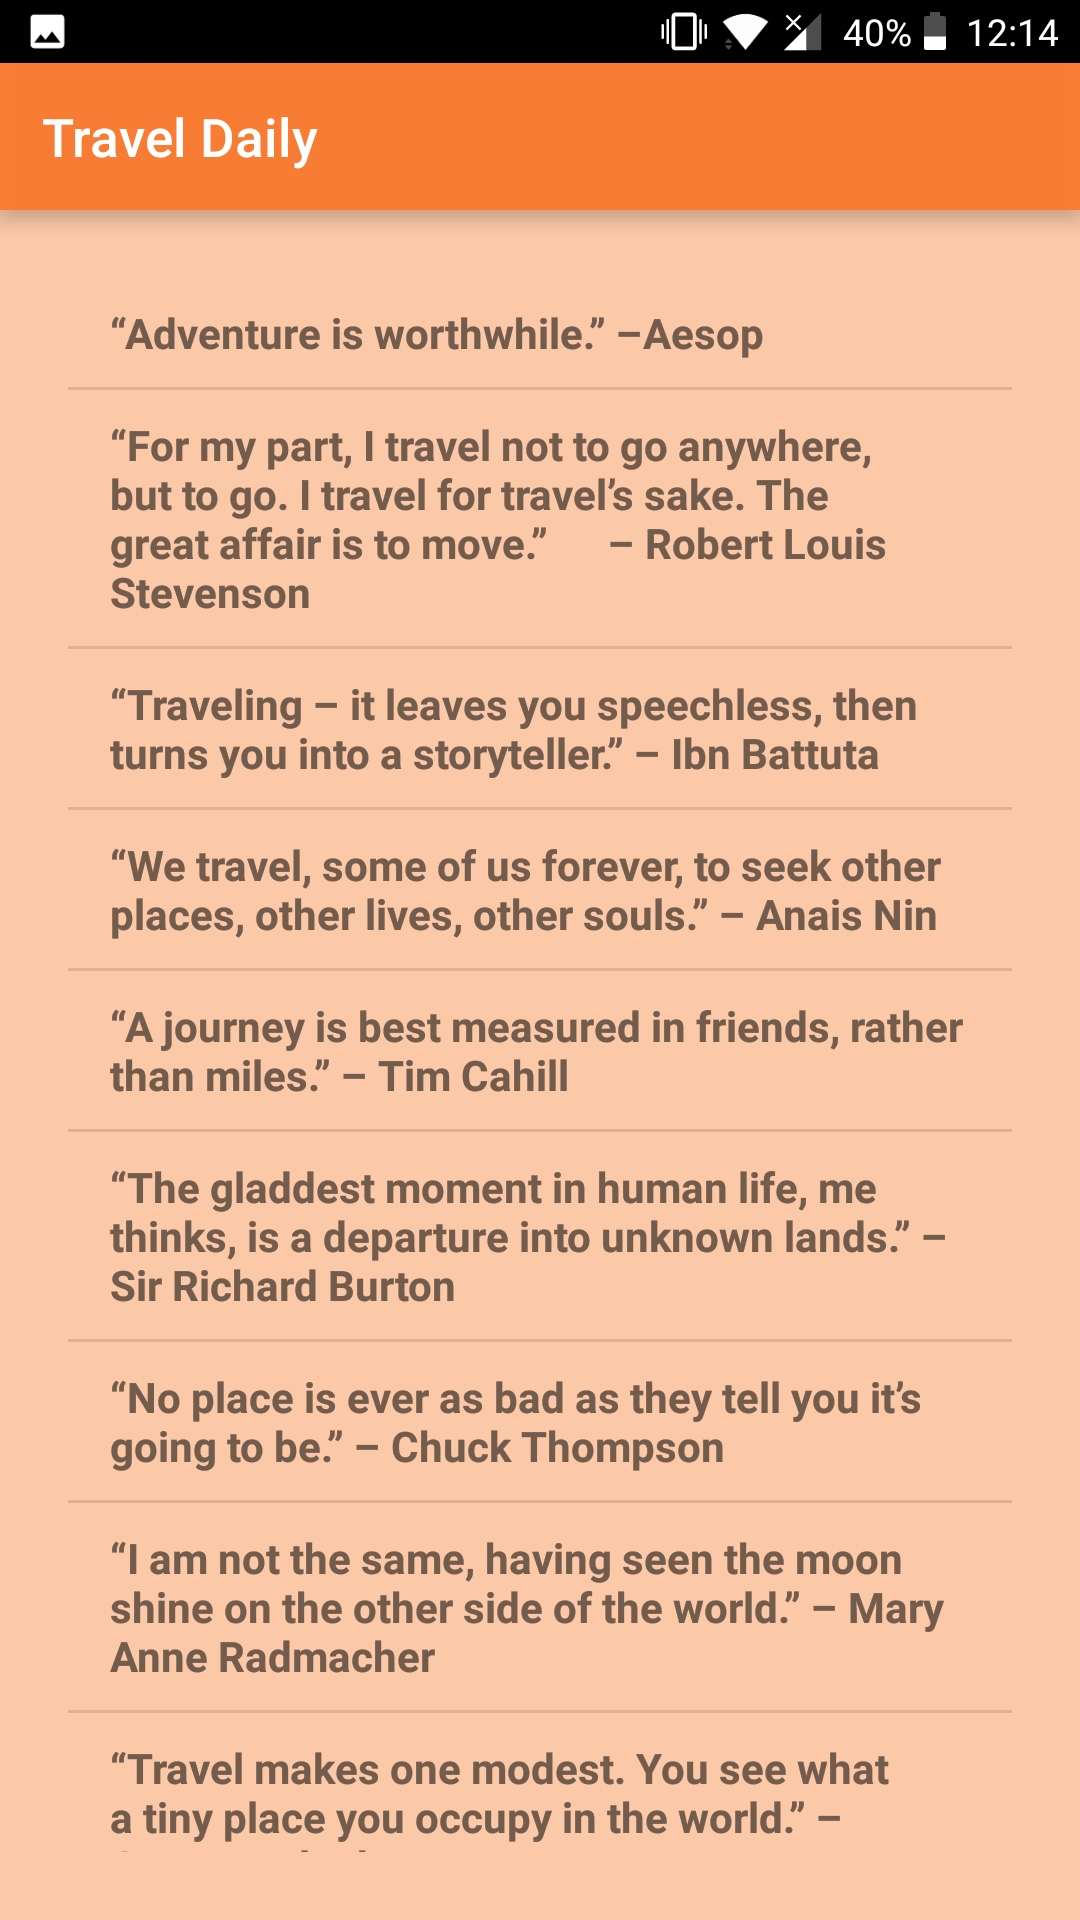 40% 12:14
Travel Daily
“Adventure is worthwhile.” –Aesop
“For my part, I travel not to go anywhere,
but to go. I travel for travel’s sake. The
great affair is to move.”      – Robert Louis
Stevenson
“Traveling – it leaves you speechless, then
turns you into a storyteller.” – Ibn Battuta
“We travel, some of us forever, to seek other
places, other lives, other souls.” – Anais Nin
“A journey is best measured in friends, rather
than miles.” – Tim Cahill
“The gladdest moment in human life, me
thinks, is a departure into unknown lands.” –
Sir Richard Burton
“No place is ever as bad as they tell you it’s
going to be.” – Chuck Thompson
“I am not the same, having seen the moon
shine on the other side of the world.” – Mary
Anne Radmacher
“Travel makes one modest. You see what
a tiny place you occupy in the world.” –